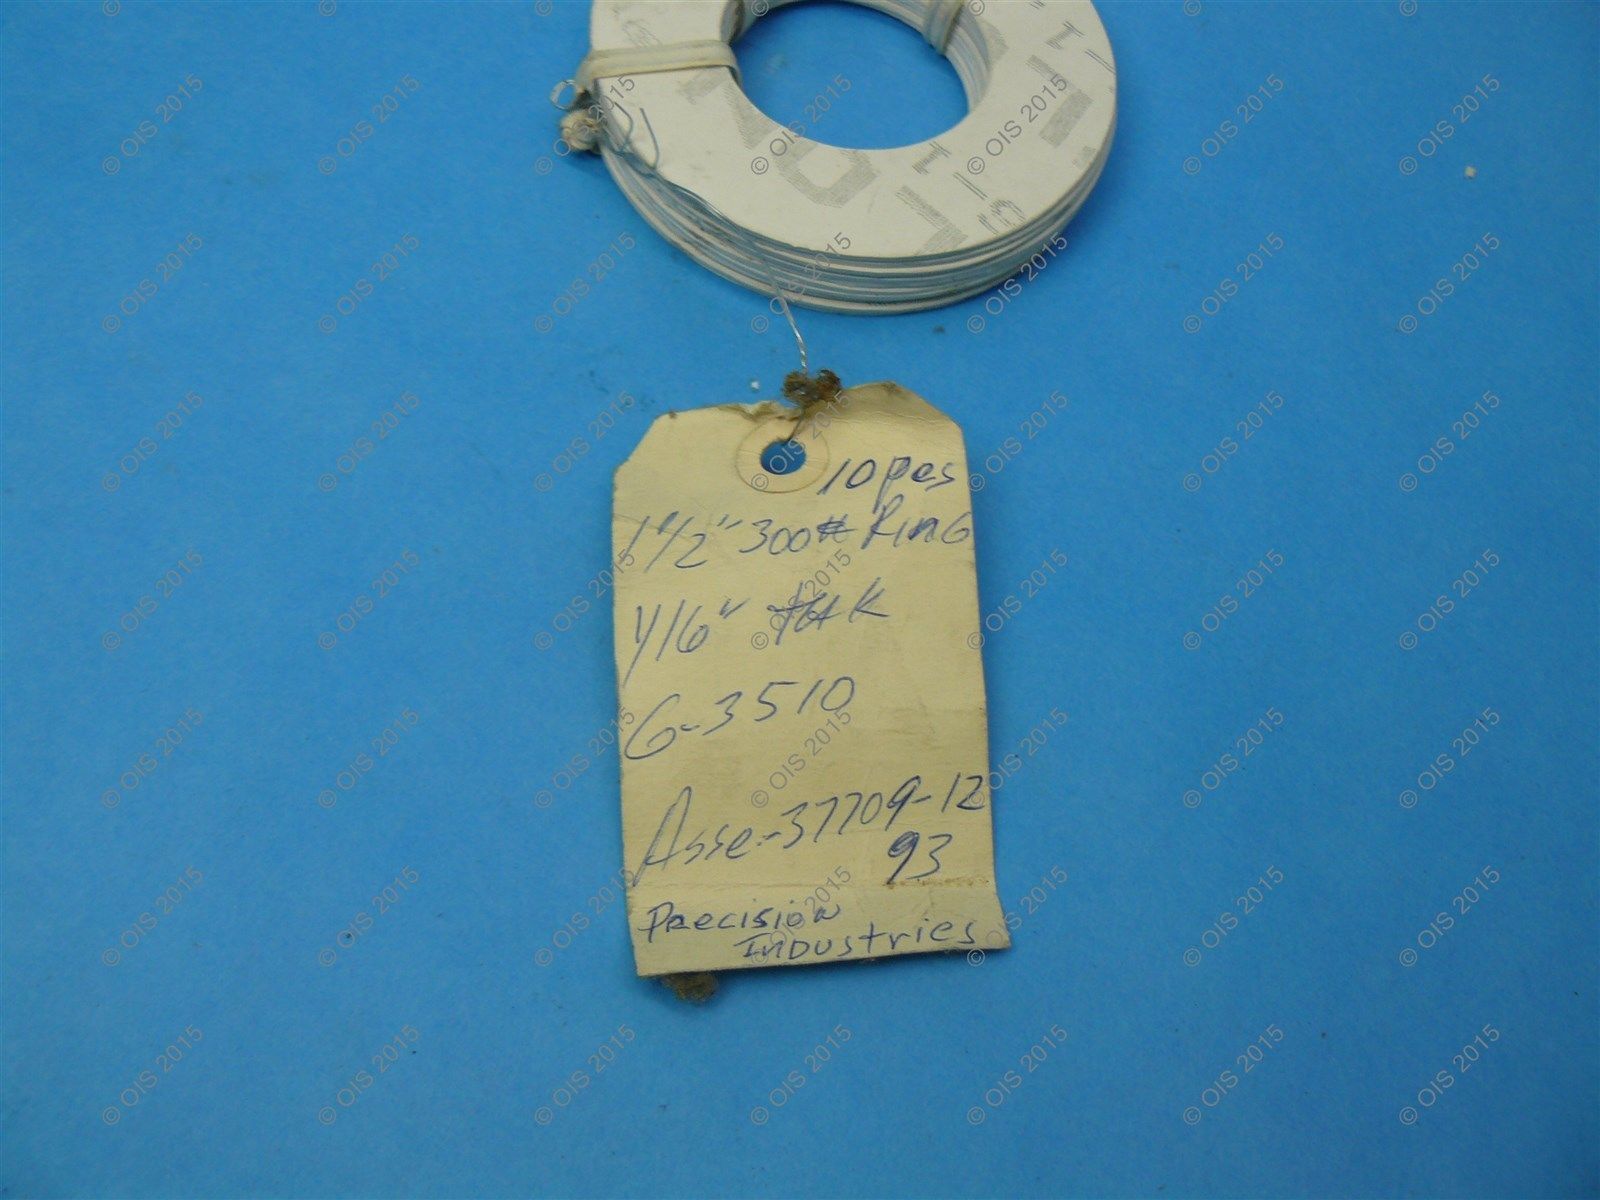 10 pcs
1 1/2" 300# RinG
1/16" tHK
G-3510
Asse-37709-12
93
Precision
Industries
© OIS 2015